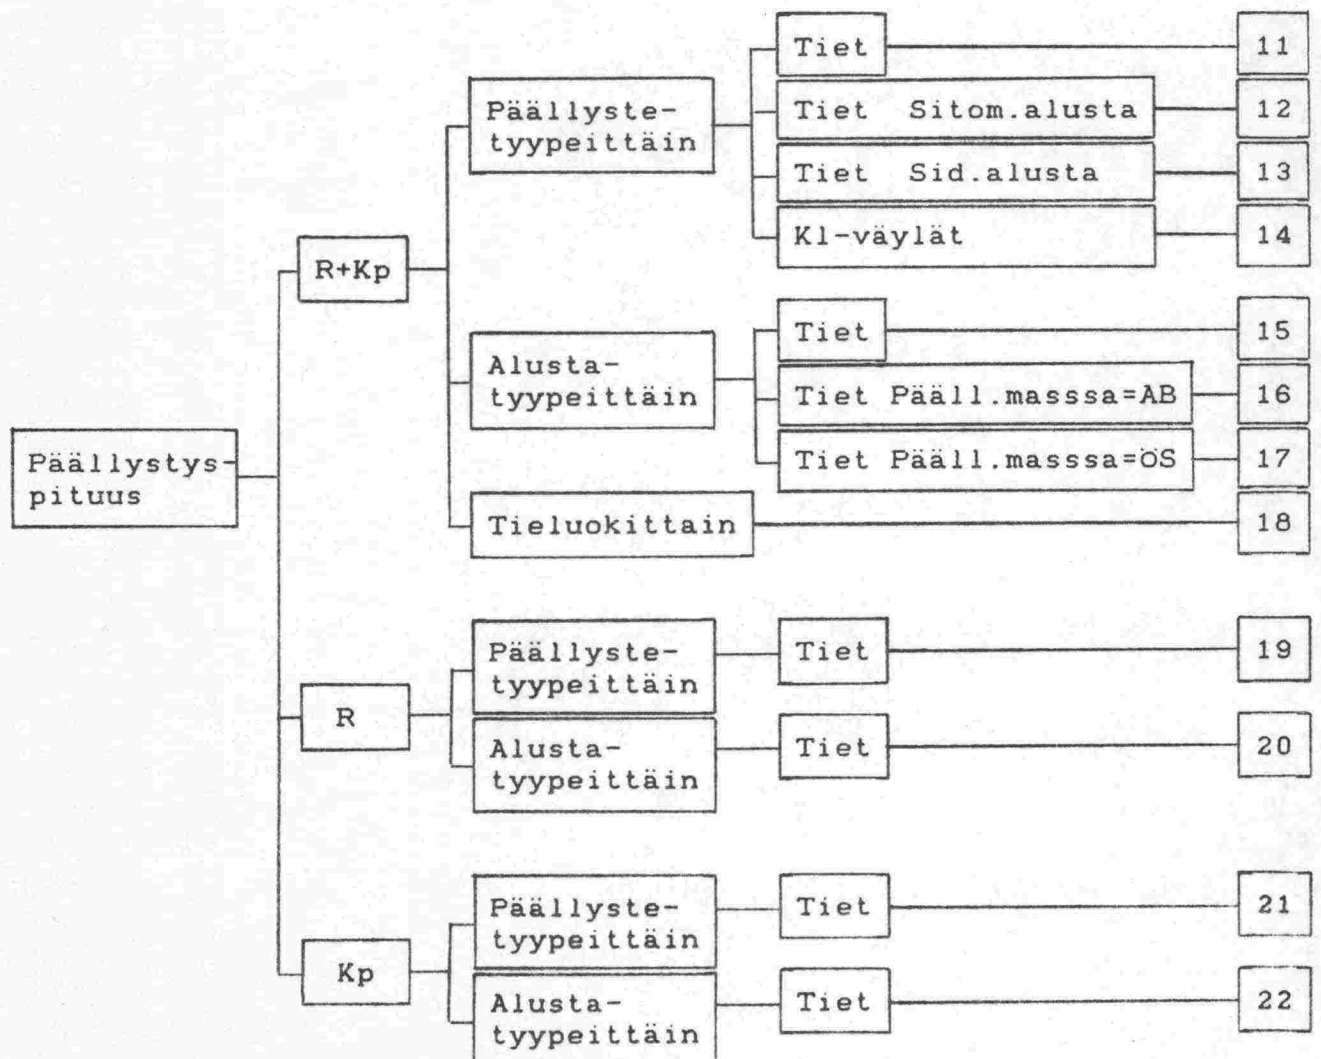 Tiet 11
Päällyste-
tyypeittäin
Tiet Sitom.alusta 12
Tiet Sid.alusta 13
Kl-väylät 14
R+Kp
Tiet 15
Alusta-
tyypeittäin
Tiet Pääll.masssa=AB 16
Tiet Pääll.masssa=öS 17
Päällystys-
pituus
Tieluokittain 18
Päällyste-
tyypeittäin
Tiet 19
R
Alusta-
tyypeittäin
Tiet 20
Päällyste-
tyypeittäin
Tiet 21
Kp
Alusta-
tyypeittäin
Tiet 22